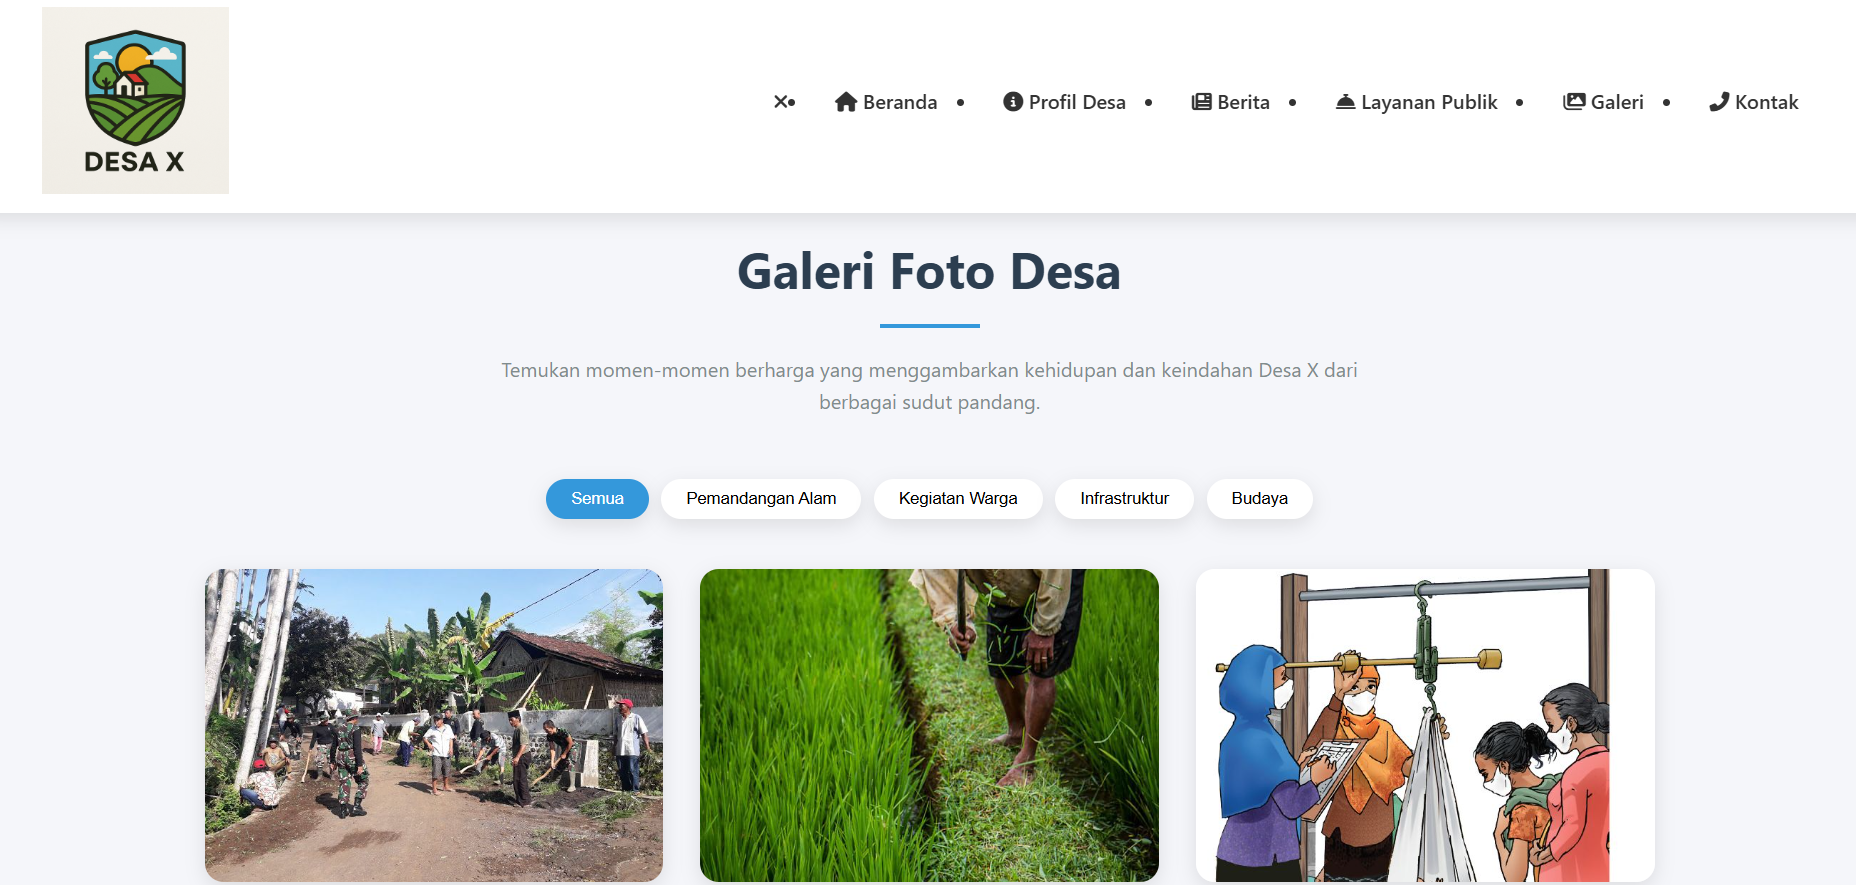 DESA X
Beranda
Profil Desa
Berita
Layanan Publik
Galeri
Kontak
Galeri Foto Desa
Temukan momen-momen berharga yang menggambarkan kehidupan dan keindahan Desa X dari
berbagai sudut pandang.
Semua
Pemandangan Alam
Kegiatan Warga
Infrastruktur
Budaya